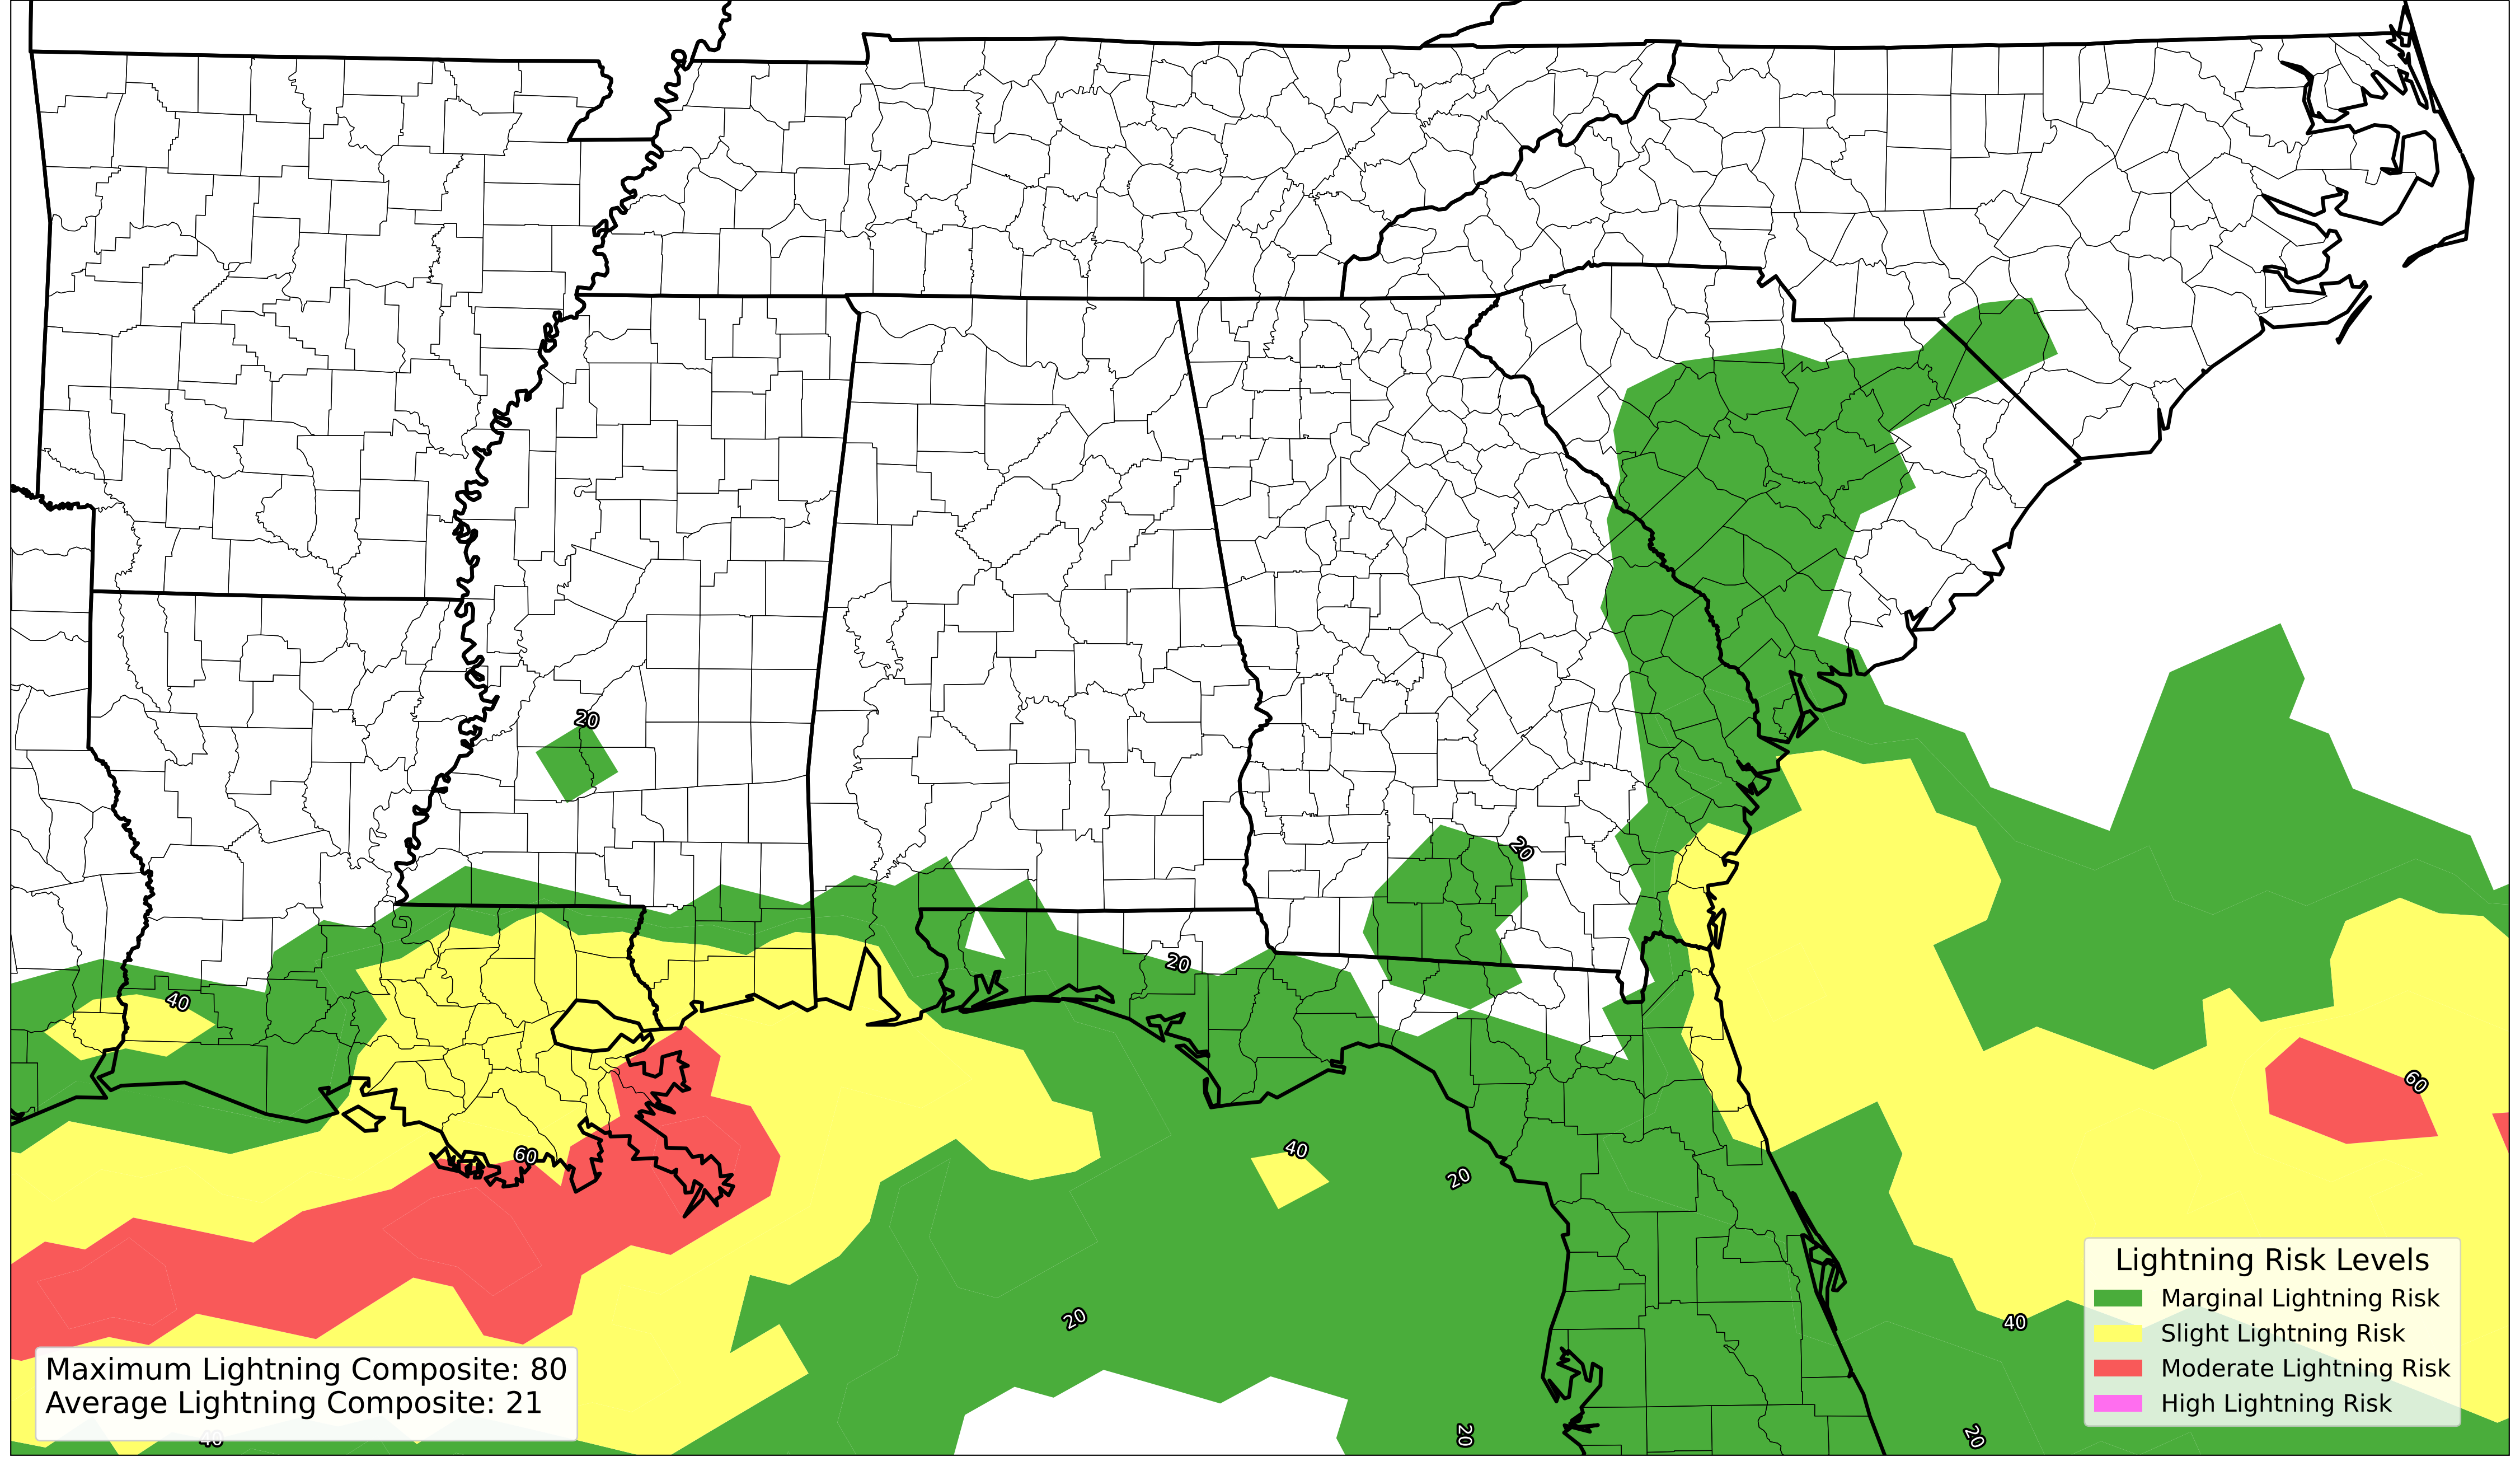 20
20
20
40
60
60
40
20
20
40
20
20
40
Lightning Risk Levels
Marginal Lightning Risk
Slight Lightning Risk
Moderate Lightning Risk
High Lightning Risk
Maximum Lightning Composite: 80
Average Lightning Composite: 21